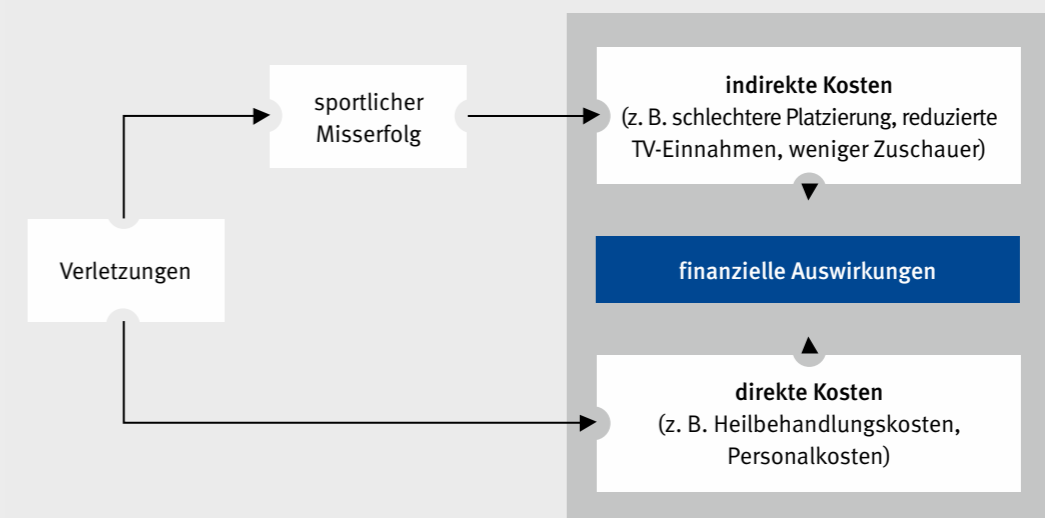 sportlicher
Misserfolg
indirekte Kosten
(z. B. schlechtere Platzierung, reduzierte
TV-Einnahmen, weniger Zuschauer)
Verletzungen
finanzielle Auswirkungen
direkte Kosten
(z. B. Heilbehandlungskosten,
Personalkosten)